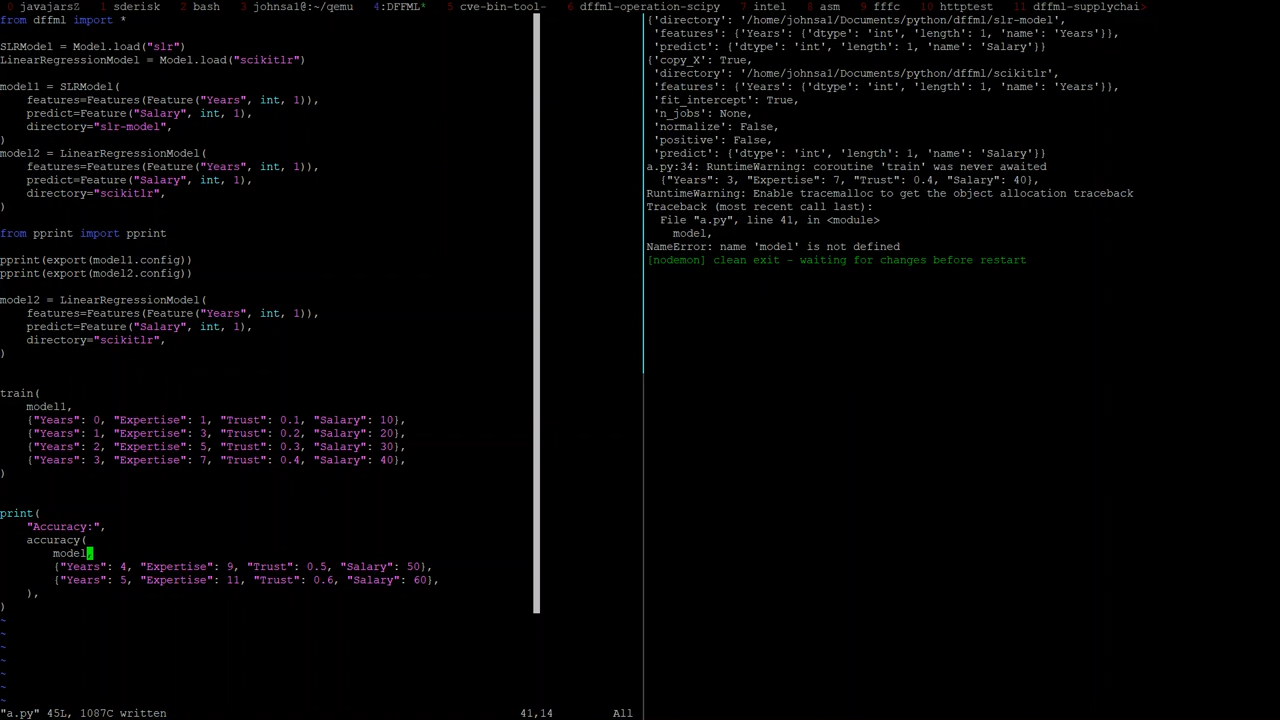 0 javajarsZ 1 sderisk 2 bash 3 johnsa1@:~/qemu 4:DFFML* 5 cve-bin-tool- 6 dffml-operation-scipy 7 intel 8 asm 9 fffc 10 httptest 11 dffml-supplychai>
from dffml import *
SLRModel = Model.load("slr")
LinearRegressionModel = Model.load("scikitlr")
model1 = SLRModel(
features=Features(Feature("Years", int, 1)),
predict=Feature("Salary", int, 1),
directory="slr-model",
)
model2 = LinearRegressionModel(
features=Features(Feature("Years", int, 1)),
predict=Feature("Salary", int, 1),
directory="scikitlr",
)
from pprint import pprint
pprint(export(model1.config))
pprint(export(model2.config))
model2 = LinearRegressionModel(
features=Features(Feature("Years", int, 1)),
predict=Feature("Salary", int, 1),
directory="scikitlr",
)
train(
model1,
{"Years": 0, "Expertise": 1, "Trust": 0.1, "Salary": 10},
{"Years": 1, "Expertise": 3, "Trust": 0.2, "Salary": 20},
{"Years": 2, "Expertise": 5, "Trust": 0.3, "Salary": 30},
{"Years": 3, "Expertise": 7, "Trust": 0.4, "Salary": 40},
)
print(
"Accuracy:",
accuracy(
model,
{"Years": 4, "Expertise": 9, "Trust": 0.5, "Salary": 50},
{"Years": 5, "Expertise": 11, "Trust": 0.6, "Salary": 60},
),
)
~
~
~
~
~
~
~
"a.py" 45L, 1087C written 41,14 All
{'directory': '/home/johnsa1/Documents/python/dffml/slr-model',
'features': {'Years': {'dtype': 'int', 'length': 1, 'name': 'Years'}},
'predict': {'dtype': 'int', 'length': 1, 'name': 'Salary'}}
{'copy_X': True,
'directory': '/home/johnsa1/Documents/python/dffml/scikitlr',
'features': {'Years': {'dtype': 'int', 'length': 1, 'name': 'Years'}},
'fit_intercept': True,
'n_jobs': None,
'normalize': False,
'positive': False,
'predict': {'dtype': 'int', 'length': 1, 'name': 'Salary'}}
a.py:34: RuntimeWarning: coroutine 'train' was never awaited
{"Years": 3, "Expertise": 7, "Trust": 0.4, "Salary": 40},
RuntimeWarning: Enable tracemalloc to get the object allocation traceback
Traceback (most recent call last):
File "a.py", line 41, in <module>
model,
NameError: name 'model' is not defined
[nodemon] clean exit - waiting for changes before restart